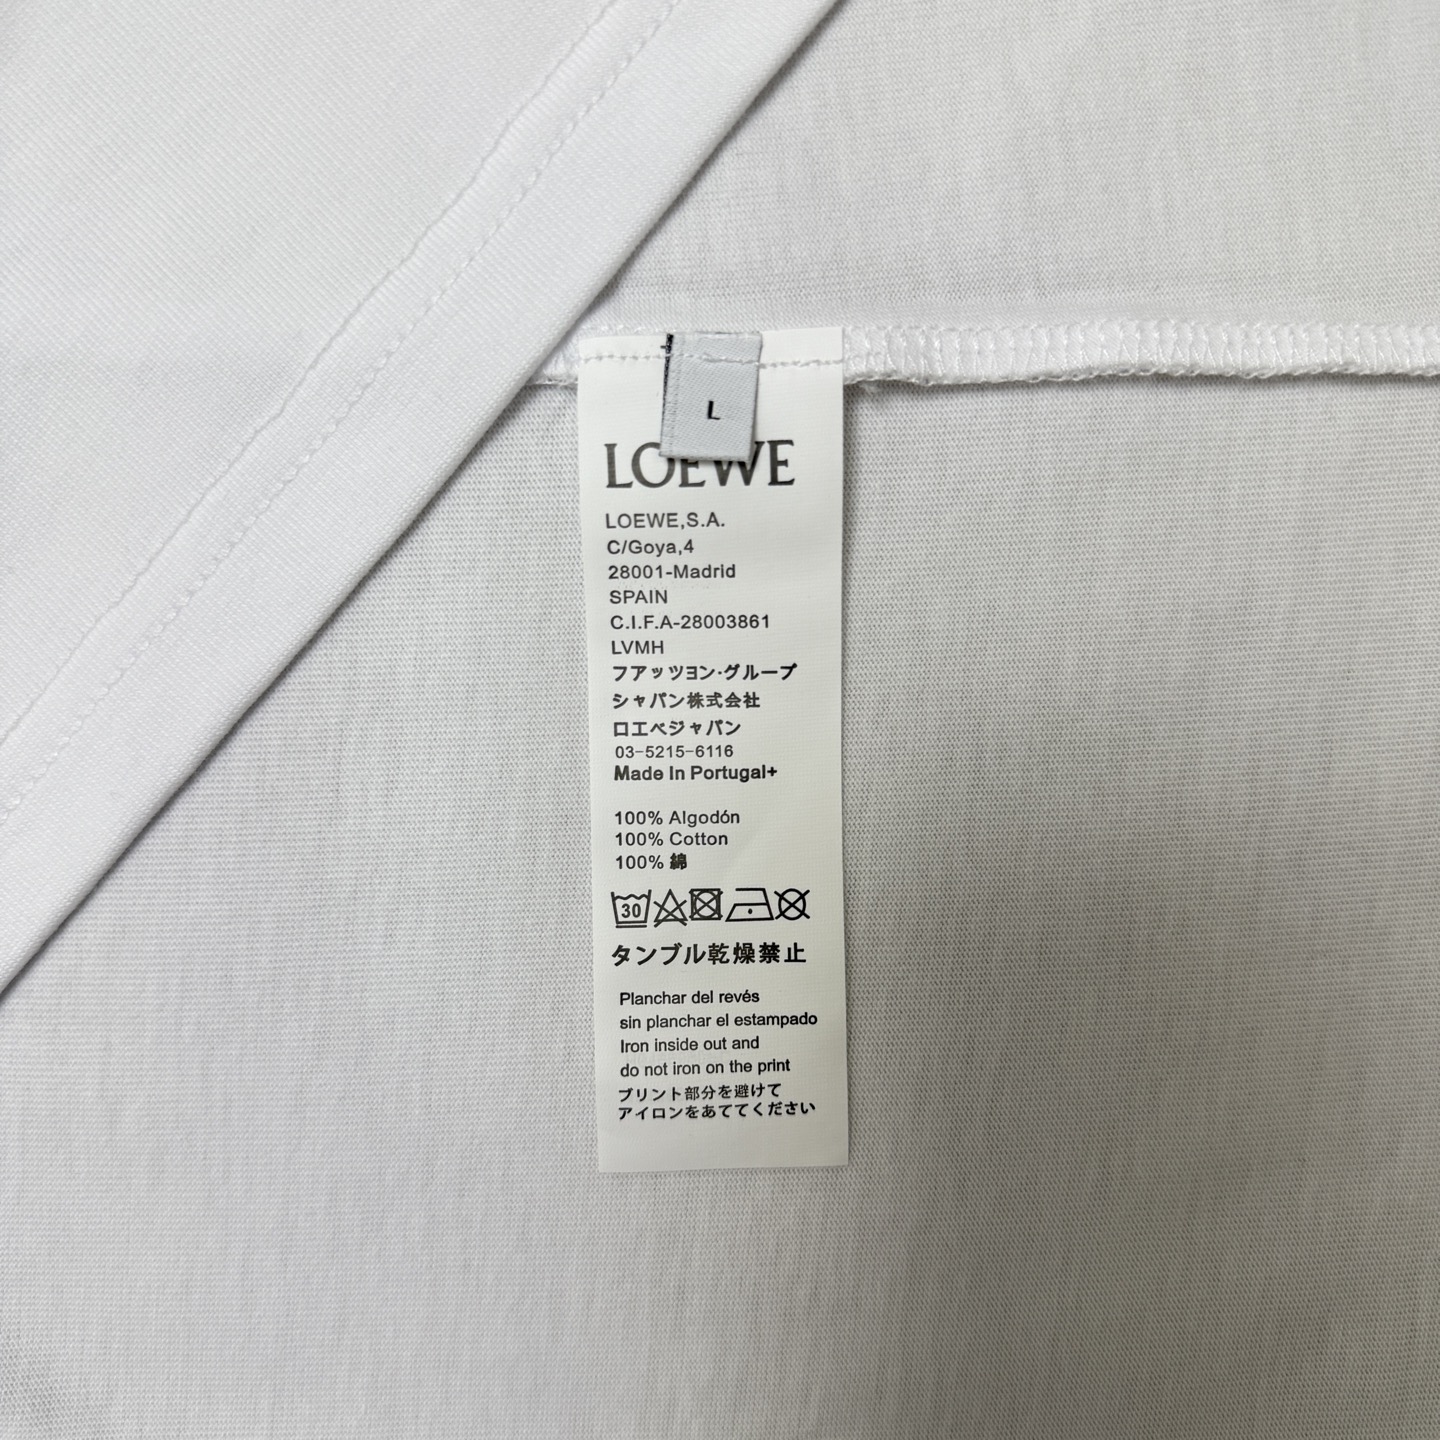 L
LOEWE
LOEWE,S.A.
C/Goya,4
28001-Madrid
SPAIN
C.I.F.A-28003861
LVMH
フアッツヨン·グループ
シャパン株式会社
ロエベジャパン
03-5215-6116
Made In Portugal+
100% Algodón
100% Cotton
100% 綿
30
タンブル乾燥禁止
Planchar del revés
sin planchar el estampado
Iron inside out and
do not iron on the print
プリント部分を避けて
アイロンをあててください